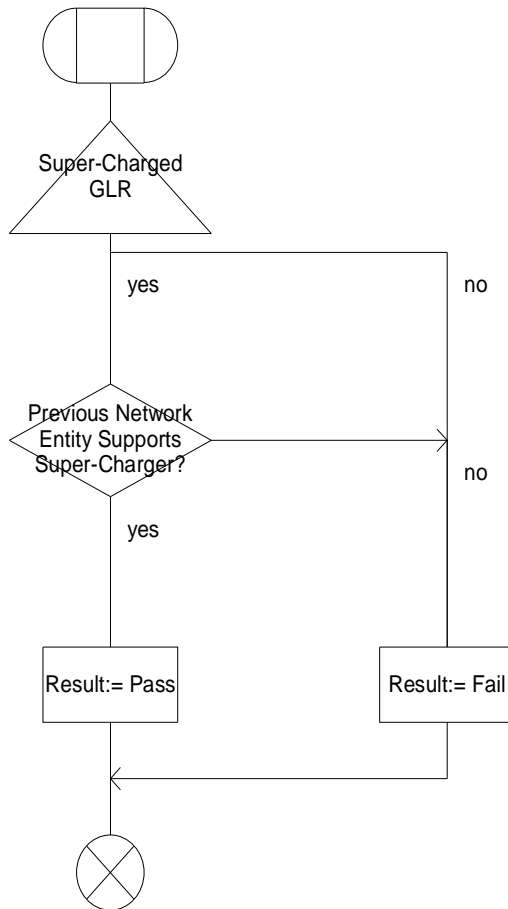 Super-Charged
GLR
yes
no
Previous Network
Entity Supports
Super-Charger?
no
yes
Result:= Pass
Result:= Fail